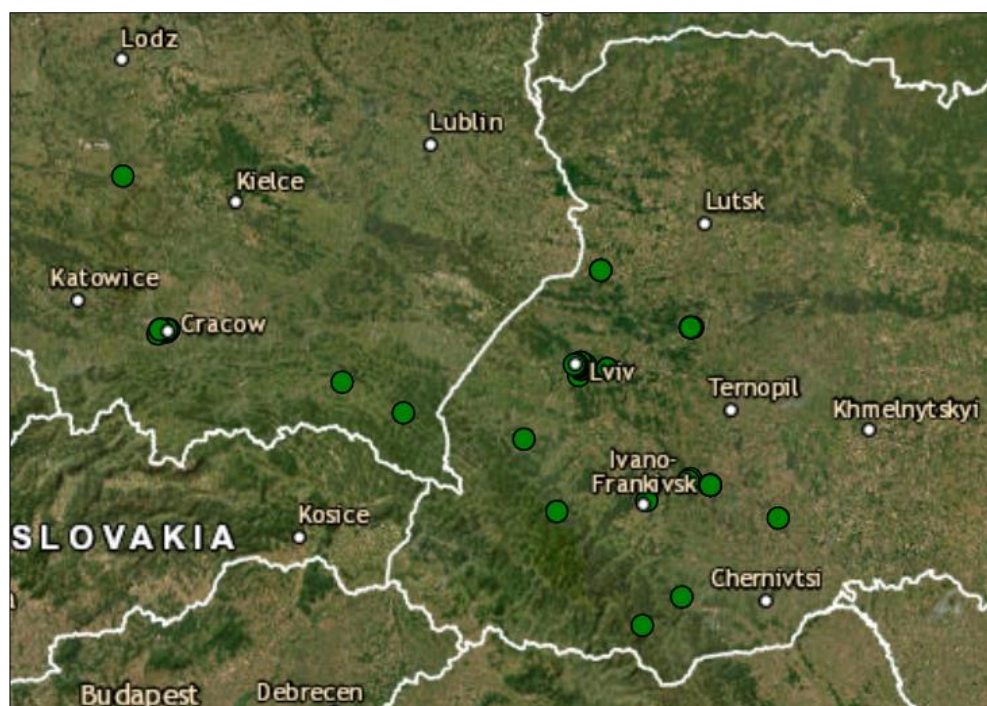 Lodz
Lublin
Kielce
Lutsk
Katowice
Cracow
Lviv
Ternopil
Khmelnytskyi
Ivano-
Frankivsk
Kosice
SLOVAKIA
Chernivtsi
Budapest
Debrecen